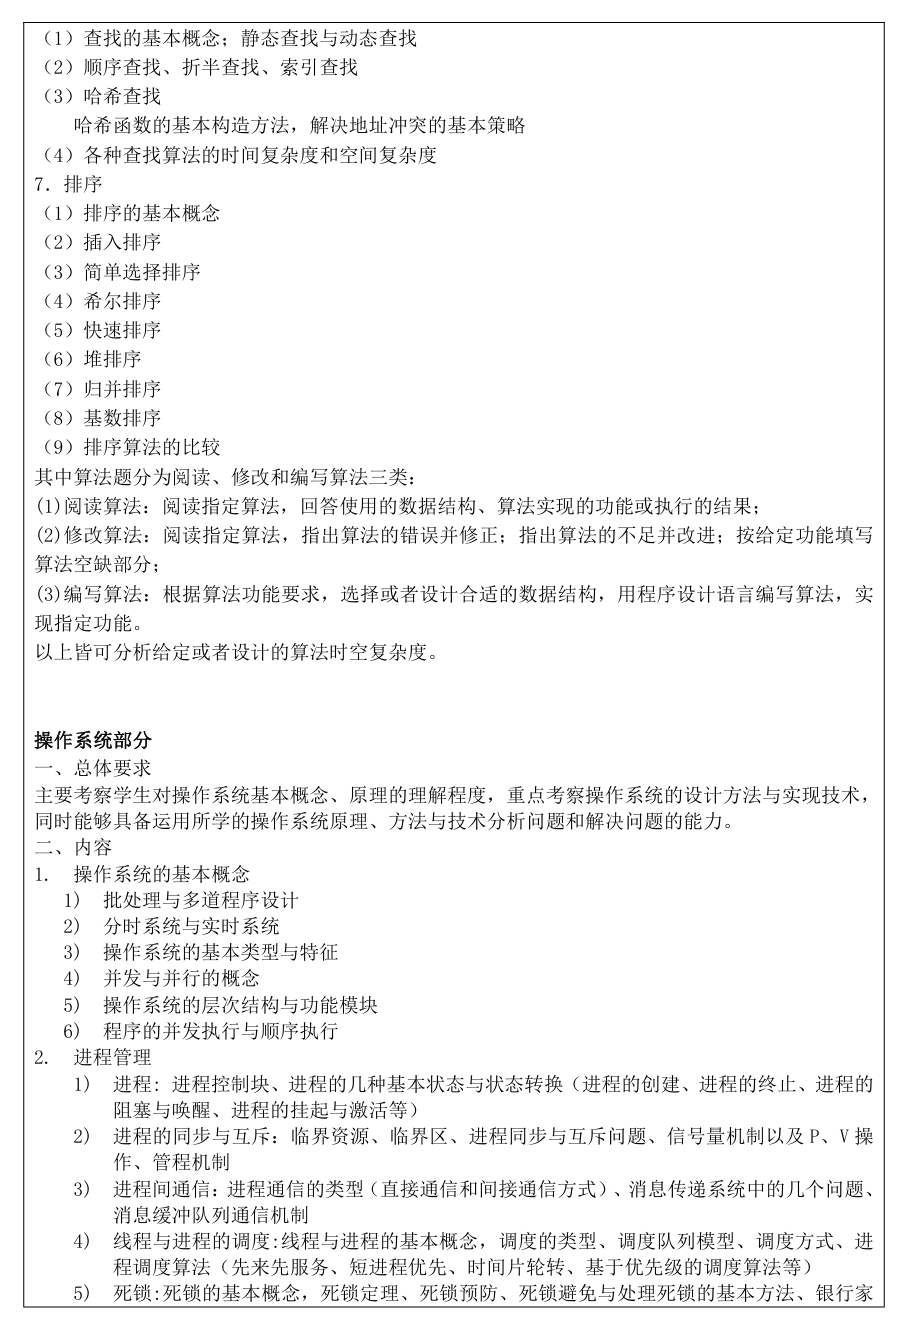 （1）查找的基本概念；静态查找与动态查找
（2）顺序查找、折半查找、索引查找
（3）哈希查找
哈希函数的基本构造方法，解决地址冲突的基本策略
（4）各种查找算法的时间复杂度和空间复杂度
7．排序
（1）排序的基本概念
（2）插入排序
（3）简单选择排序
（4）希尔排序
（5）快速排序
（6）堆排序
（7）归并排序
（8）基数排序
（9）排序算法的比较
其中算法题分为阅读、修改和编写算法三类：
(1)阅读算法：阅读指定算法，回答使用的数据结构、算法实现的功能或执行的结果；
(2)修改算法：阅读指定算法，指出算法的错误并修正；指出算法的不足并改进；按给定功能填写
算法空缺部分；
(3)编写算法：根据算法功能要求，选择或者设计合适的数据结构，用程序设计语言编写算法，实
现指定功能。
以上皆可分析给定或者设计的算法时空复杂度。
操作系统部分
一、总体要求
主要考察学生对操作系统基本概念、原理的理解程度，重点考察操作系统的设计方法与实现技术，
同时能够具备运用所学的操作系统原理、方法与技术分析问题和解决问题的能力。
二、内容
1. 操作系统的基本概念
1) 批处理与多道程序设计
2) 分时系统与实时系统
3) 操作系统的基本类型与特征
4) 并发与并行的概念
5) 操作系统的层次结构与功能模块
6) 程序的并发执行与顺序执行
2. 进程管理
1) 进程: 进程控制块、进程的几种基本状态与状态转换（进程的创建、进程的终止、进程的
阻塞与唤醒、进程的挂起与激活等）
2) 进程的同步与互斥：临界资源、临界区、进程同步与互斥问题、信号量机制以及 P、V 操
作、管程机制
3) 进程间通信：进程通信的类型（直接通信和间接通信方式）、消息传递系统中的几个问题、
消息缓冲队列通信机制
4) 线程与进程的调度:线程与进程的基本概念，调度的类型、调度队列模型、调度方式、进
程调度算法（先来先服务、短进程优先、时间片轮转、基于优先级的调度算法等）
5) 死锁:死锁的基本概念，死锁定理、死锁预防、死锁避免与处理死锁的基本方法、银行家